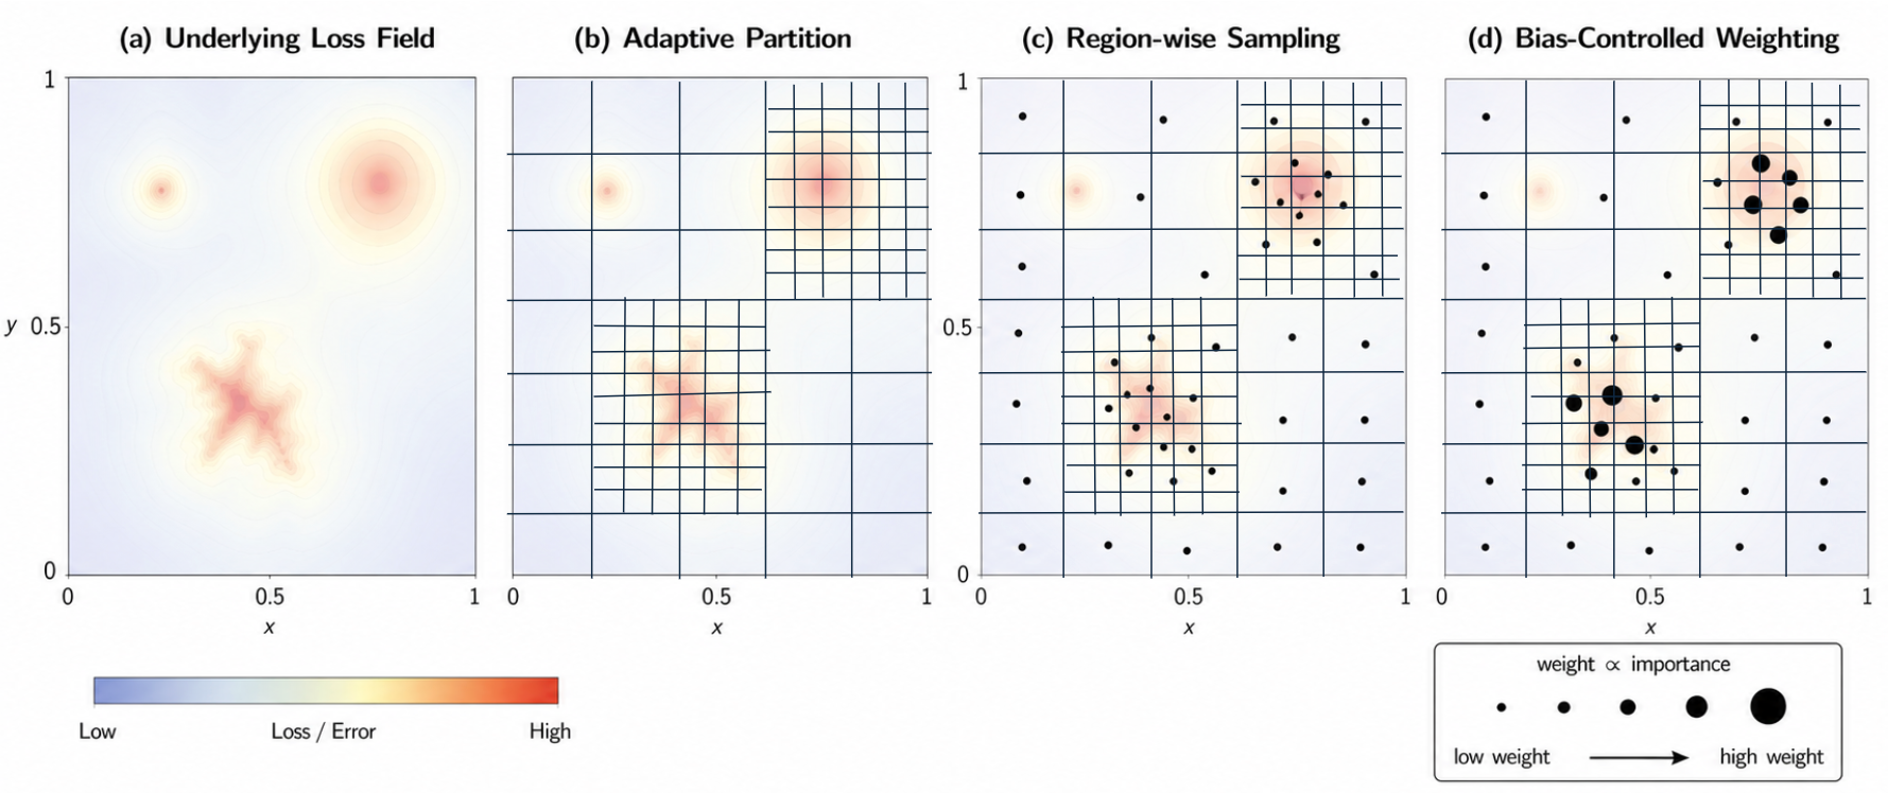 (a) Underlying Loss Field
(b) Adaptive Partition
(c) Region-wise Sampling
(d) Bias-Controlled Weighting
1
y 0.5
0
0 0.5 1
x
0 0.5 1
x
1
0.5
0
0 0.5 1
x
0 0.5 1
x
Low Loss / Error High
weight ∝ importance
low weight high weight